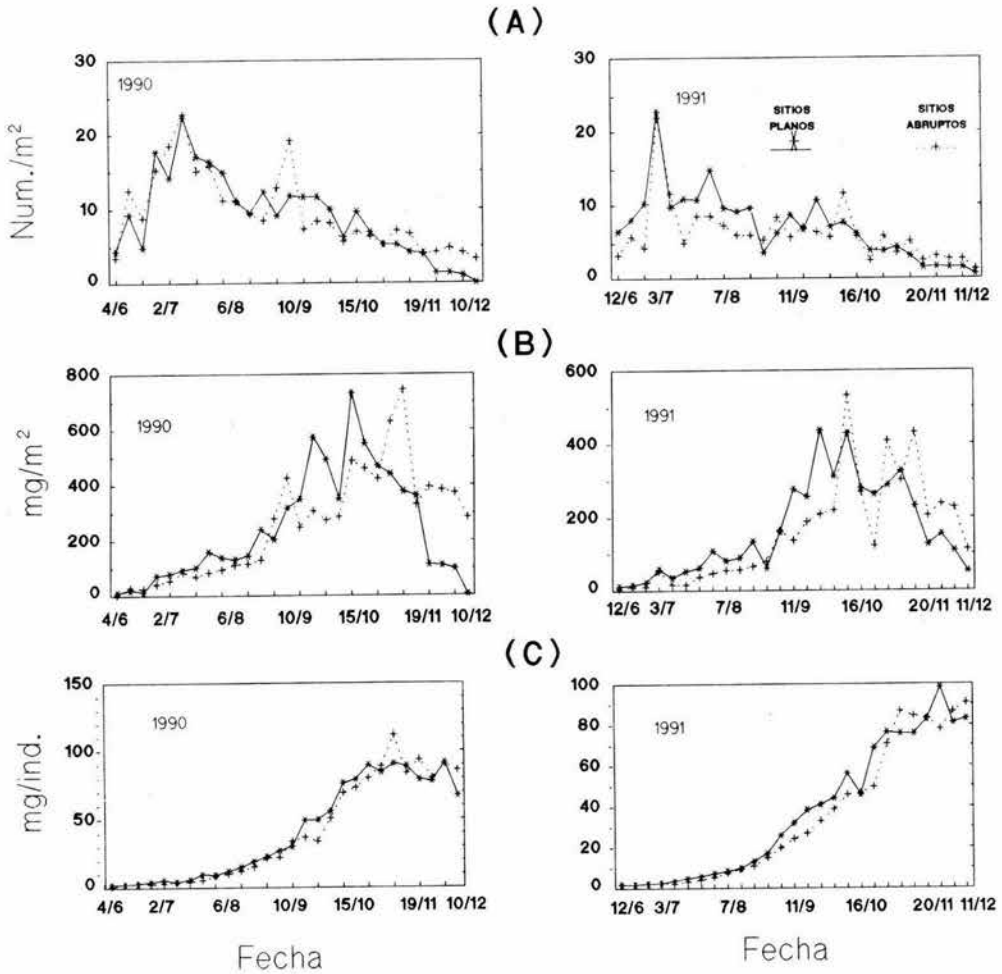 (A)
Num./m²
30
20
10
0
1990
4/6 2/7 6/8 10/9 15/10 19/11 10/12
30
20
10
0
1991
SITIOS PLANOS
SITIOS ABRUPTOS
12/6 3/7 7/8 11/9 16/10 20/11 11/12
(B)
mg/m²
800
600
400
200
0
1990
4/6 2/7 6/8 10/9 15/10 19/11 10/12
600
400
200
0
1991
12/6 3/7 7/8 11/9 16/10 20/11 11/12
(C)
mg/ind.
150
100
50
0
1990
4/6 2/7 6/8 10/9 15/10 19/11 10/12
Fecha
100
80
60
40
20
0
1991
12/6 3/7 7/8 11/9 16/10 20/11 11/12
Fecha